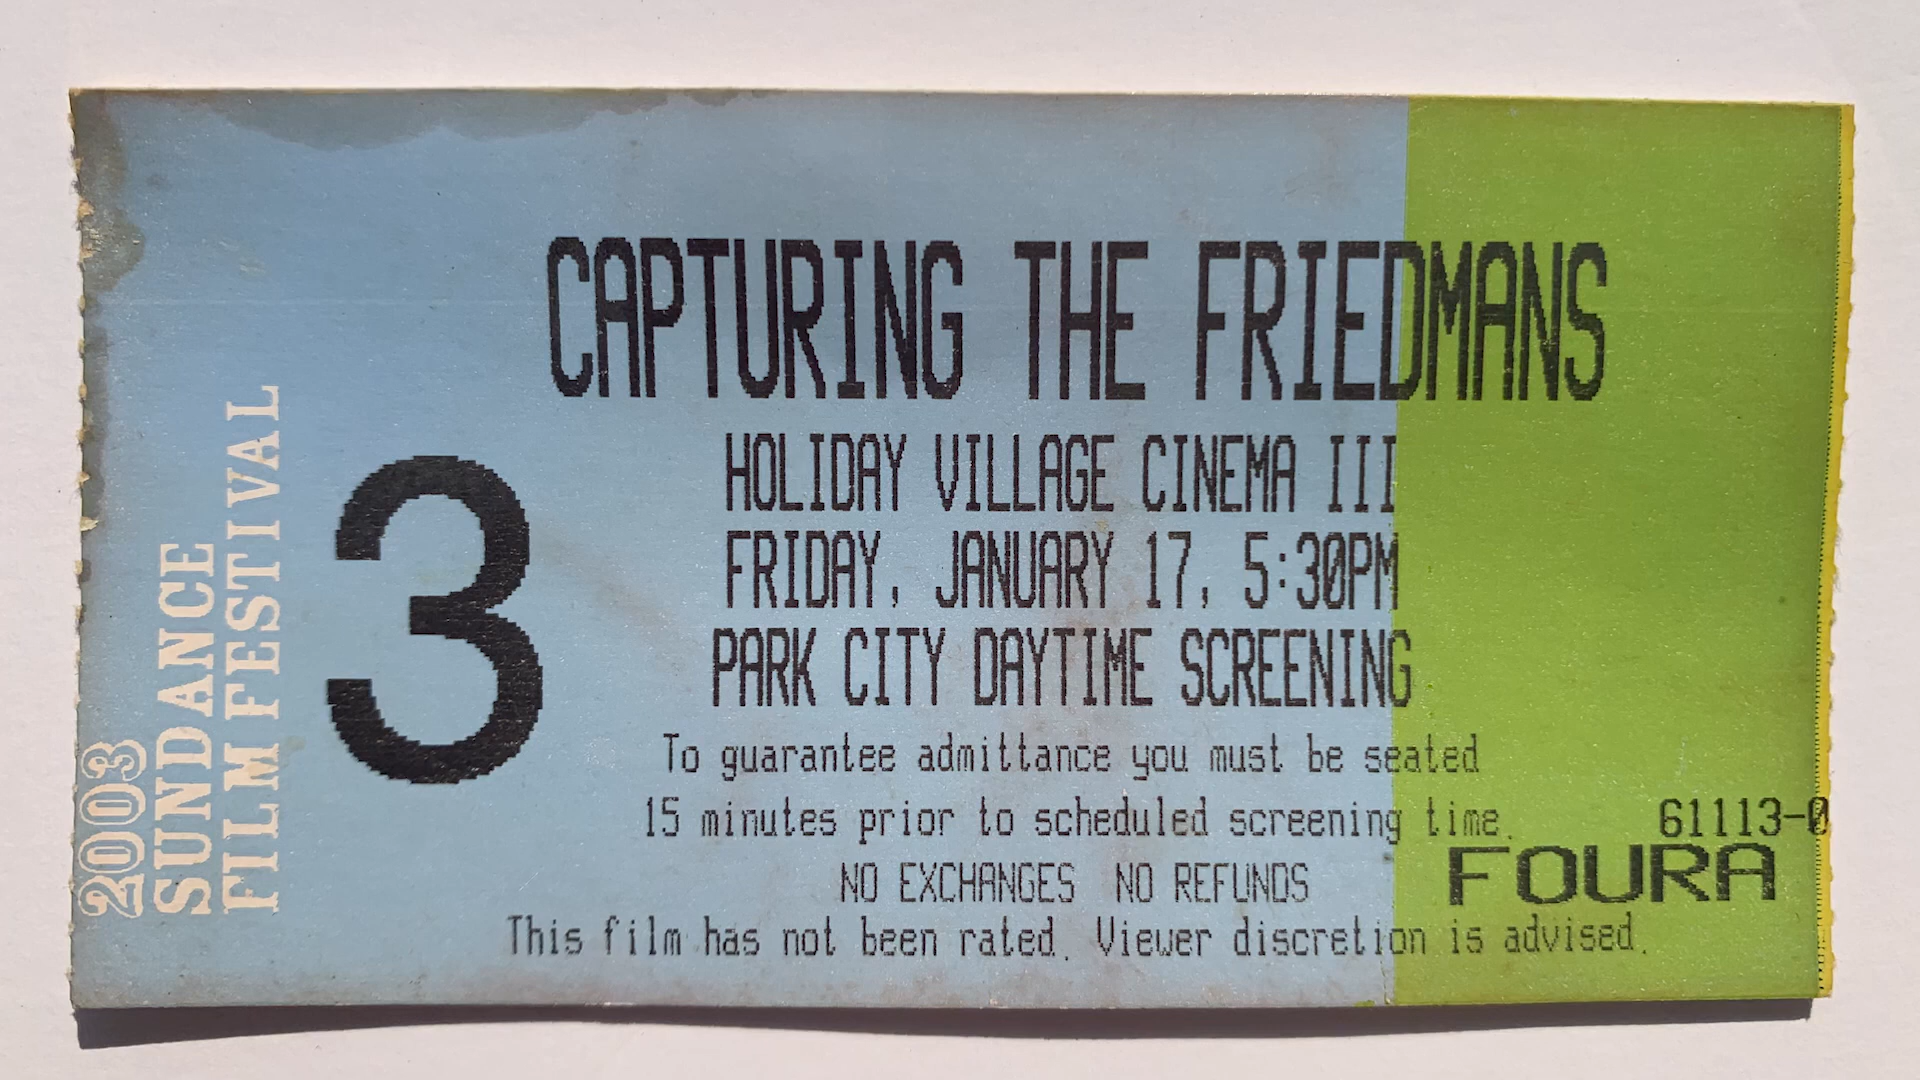 2003
SUNDANCE
FILM FESTIVAL
3
CAPTURING THE FRIEDMANS
HOLIDAY VILLAGE CINEMA III
FRIDAY, JANUARY 17, 5:30PM
PARK CITY DAYTIME SCREENING
To guarantee admittance you must be seated
15 minutes prior to scheduled screening time.
61113-0
FOURA
NO EXCHANGES NO REFUNDS
This film has not been rated. Viewer discretion is advised.